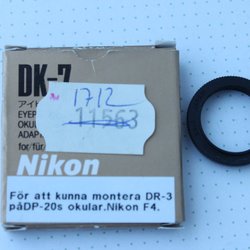 DK-7
アイ
EYEP
OKUL
ADAPT
for/für
1712
11563
Nikon
För att kunna montera DR-3
påDP-20s okular.Nikon F4.